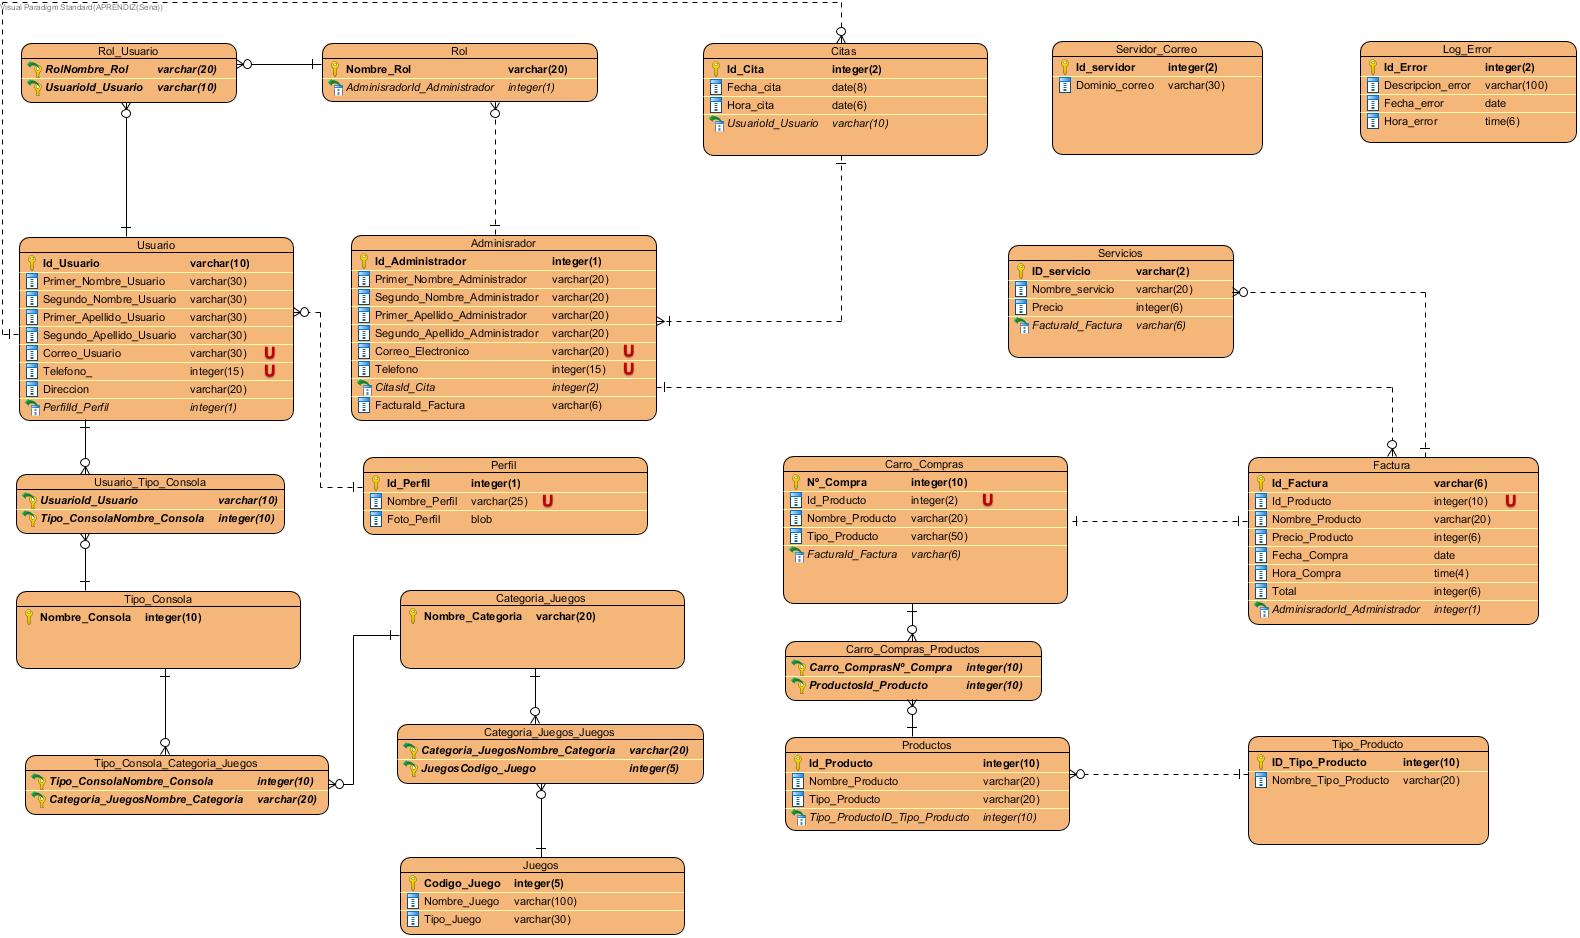 Visual Paradigm Standard(APRENDIZ(Sena))
Rol_Usuario
RolNombre_Rol varchar(20)
UsuarioId_Usuario varchar(10)
Rol
Nombre_Rol varchar(20)
AdminisradorId_Administrador integer(1)
Citas
Id_Cita integer(2)
Fecha_cita date(8)
Hora_cita date(6)
UsuarioId_Usuario varchar(10)
Servidor_Correo
Id_servidor integer(2)
Dominio_correo varchar(30)
Log_Error
Id_Error integer(2)
Descripcion_error varchar(100)
Fecha_error date
Hora_error time(6)
Usuario
Id_Usuario varchar(10)
Primer_Nombre_Usuario varchar(30)
Segundo_Nombre_Usuario varchar(30)
Primer_Apellido_Usuario varchar(30)
Segundo_Apellido_Usuario varchar(30)
Correo_Usuario varchar(30) U
Telefono_ integer(15) U
Direccion varchar(20)
PerfilId_Perfil integer(1)
Adminisrador
Id_Administrador integer(1)
Primer_Nombre_Administrador varchar(20)
Segundo_Nombre_Administrador varchar(20)
Primer_Apellido_Administrador varchar(20)
Segundo_Apellido_Administrador varchar(20)
Correo_Electronico varchar(20) U
Telefono integer(15) U
CitasId_Cita integer(2)
FacturaId_Factura varchar(6)
Servicios
ID_servicio varchar(2)
Nombre_servicio varchar(20)
Precio integer(6)
FacturaId_Factura varchar(6)
Usuario_Tipo_Consola
UsuarioId_Usuario varchar(10)
Tipo_ConsolaNombre_Consola integer(10)
Perfil
Id_Perfil integer(1)
Nombre_Perfil varchar(25) U
Foto_Perfil blob
Carro_Compras
Nº_Compra integer(10)
Id_Producto integer(2) U
Nombre_Producto varchar(20)
Tipo_Producto varchar(50)
FacturaId_Factura varchar(6)
Factura
Id_Factura varchar(6)
Id_Producto integer(10) U
Nombre_Producto varchar(20)
Precio_Producto integer(6)
Fecha_Compra date
Hora_Compra time(4)
Total integer(6)
AdminisradorId_Administrador integer(1)
Tipo_Consola
Nombre_Consola integer(10)
Categoria_Juegos
Nombre_Categoria varchar(20)
Carro_Compras_Productos
Carro_ComprasNº_Compra integer(10)
ProductosId_Producto integer(10)
Categoria_Juegos_Juegos
Categoria_JuegosNombre_Categoria varchar(20)
JuegosCodigo_Juego integer(5)
Tipo_Consola_Categoria_Juegos
Tipo_ConsolaNombre_Consola integer(10)
Categoria_JuegosNombre_Categoria varchar(20)
Productos
Id_Producto integer(10)
Nombre_Producto varchar(20)
Tipo_Producto varchar(20)
Tipo_ProductoID_Tipo_Producto integer(10)
Tipo_Producto
ID_Tipo_Producto integer(10)
Nombre_Tipo_Producto varchar(20)
Juegos
Codigo_Juego integer(5)
Nombre_Juego varchar(100)
Tipo_Juego varchar(30)